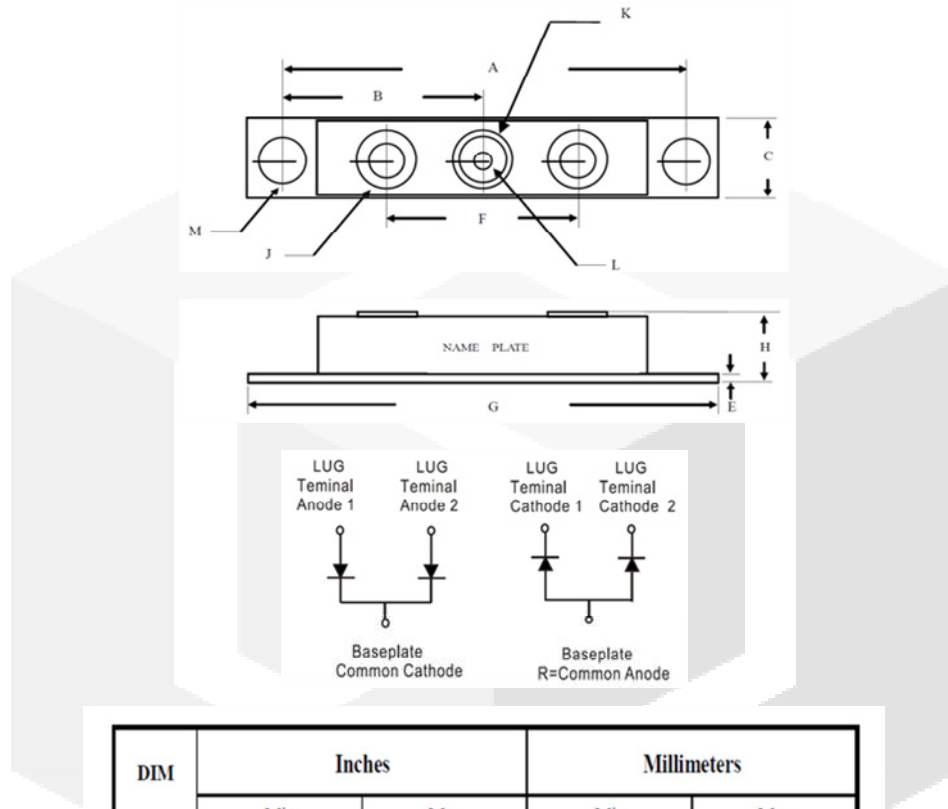 K
A
B
C
F
M
J
L
NAME PLATE
H
G
E
LUG Teminal Anode 1
LUG Teminal Anode 2
LUG Teminal Cathode 1
LUG Teminal Cathode 2
Baseplate
Common Cathode
Baseplate
R=Common Anode
DIM
Inches
Millimeters